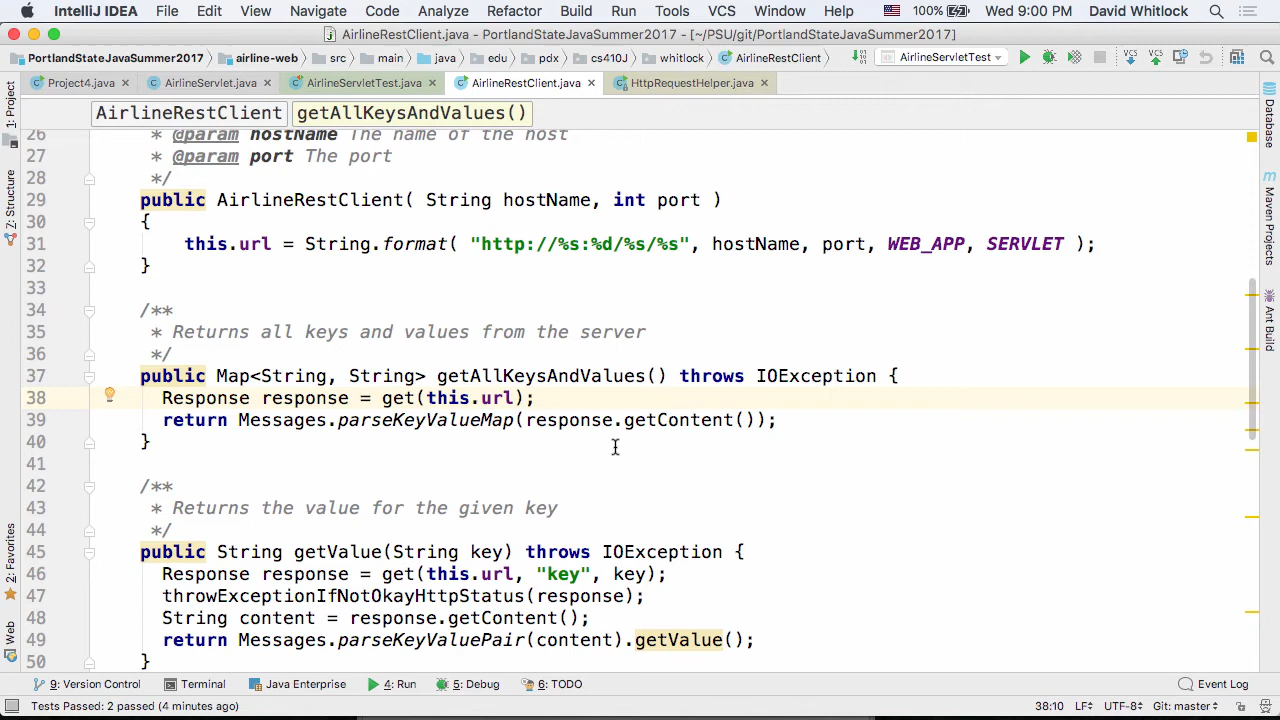 IntelliJ IDEA File Edit View Navigate Code Analyze Refactor Build Run Tools VCS Window Help 100% Wed 9:00 PM David Whitlock
AirlineRestClient.java - PortlandStateJavaSummer2017 - [~/PSU/git/PortlandStateJavaSummer2017]
PortlandStateJavaSummer2017 airline-web src main java edu pdx cs410J whitlock AirlineRestClient AirlineServletTest VCS VCS
Project4.java AirlineServlet.java AirlineServletTest.java AirlineRestClient.java HttpRequestHelper.java
AirlineRestClient getAllKeysAndValues()
26 * @param hostName The name of the host
27 * @param port The port
28 */
29 public AirlineRestClient( String hostName, int port )
30 {
31 this.url = String.format( "http://%s:%d/%s/%s", hostName, port, WEB_APP, SERVLET );
32 }
33
34 /**
35 * Returns all keys and values from the server
36 */
37 public Map<String, String> getAllKeysAndValues() throws IOException {
38 Response response = get(this.url);
39 return Messages.parseKeyValueMap(response.getContent());
40 }
41
42 /**
43 * Returns the value for the given key
44 */
45 public String getValue(String key) throws IOException {
46 Response response = get(this.url, "key", key);
47 throwExceptionIfNotOkayHttpStatus(response);
48 String content = response.getContent();
49 return Messages.parseKeyValuePair(content).getValue();
50 }
1: Project
7: Structure
2: Favorites
Web
Database
Maven Projects
Ant Build
9: Version Control Terminal Java Enterprise 4: Run 5: Debug 6: TODO Event Log
Tests Passed: 2 passed (4 minutes ago) 38:10 LF÷ UTF-8÷ Git: master÷